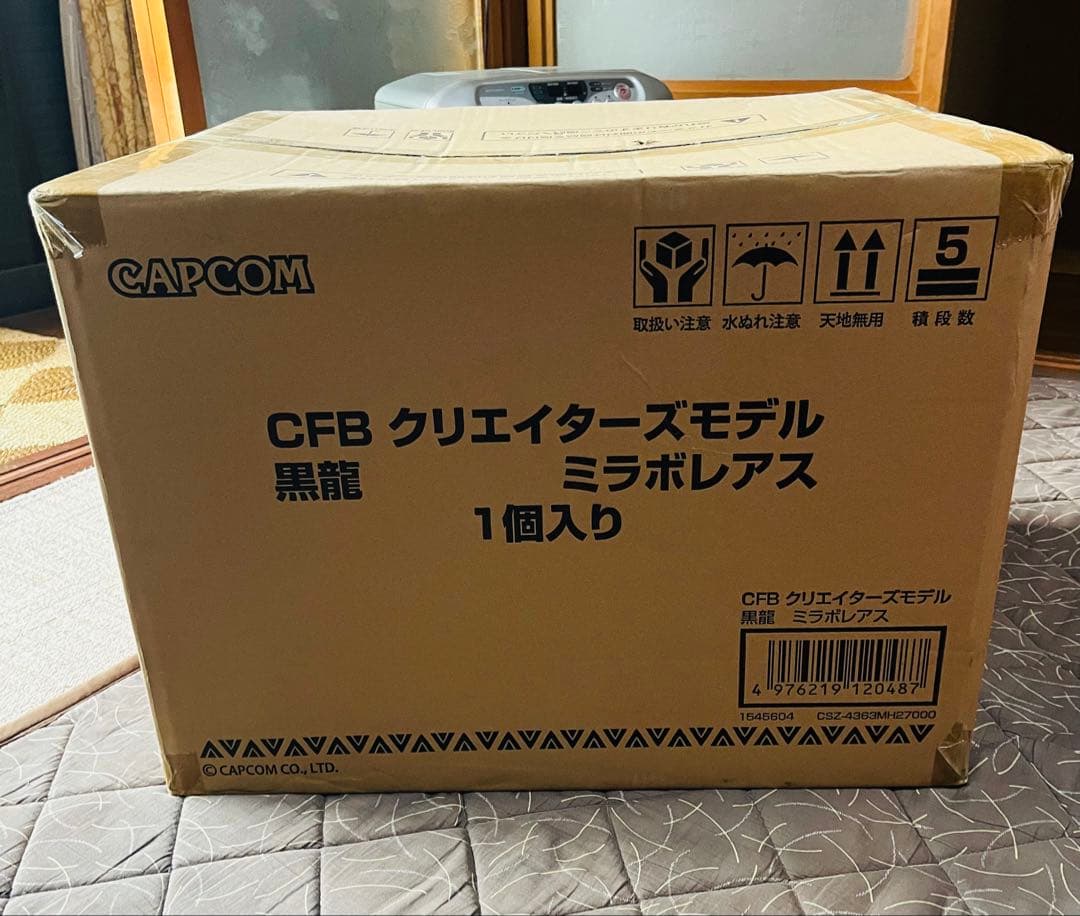 CAPCOM
5
取扱い注意 水ぬれ注意 天地無用 積段数
CFB クリエイターズモデル
黒龍 ミラボレアス
1個入り
CFB クリエイターズモデル
黒龍 ミラボレアス
4 976219 120487
1545604 CSZ-4363MH27000
© CAPCOM CO., LTD.